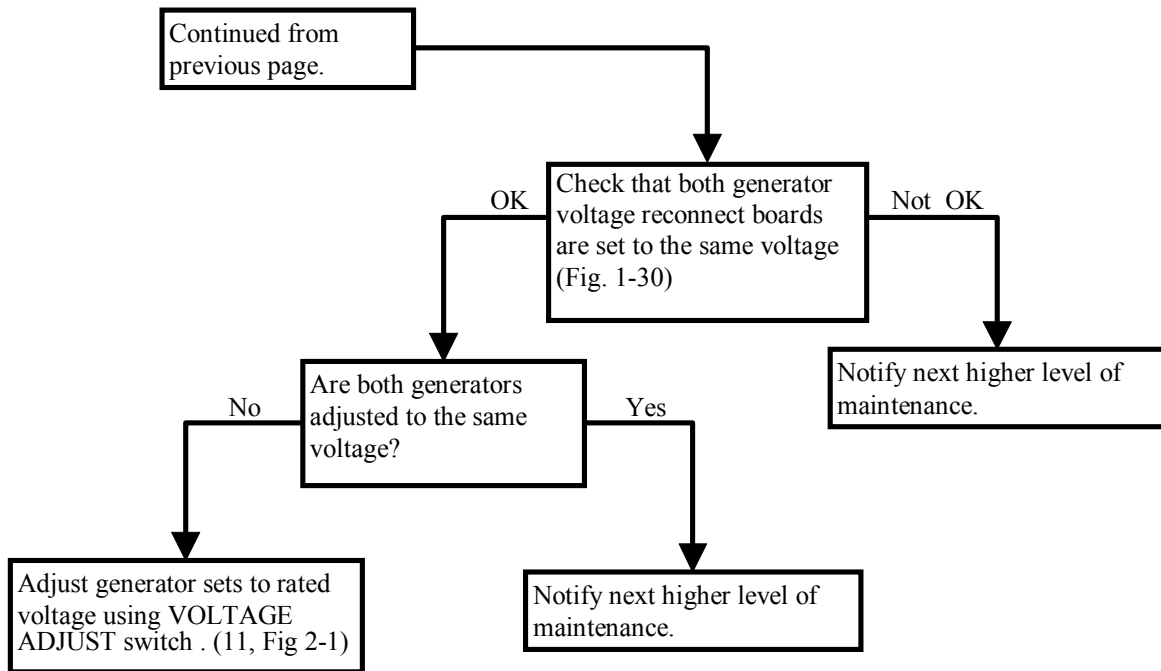 Continued from
previous page.
Check that both generator
voltage reconnect boards
are set to the same voltage
(Fig. 1-30)
OK
Not OK
Notify next higher level of
maintenance.
Are both generators
adjusted to the same
voltage?
No
Yes
Adjust generator sets to rated
voltage using VOLTAGE
ADJUST switch . (11, Fig 2-1)
Notify next higher level of
maintenance.